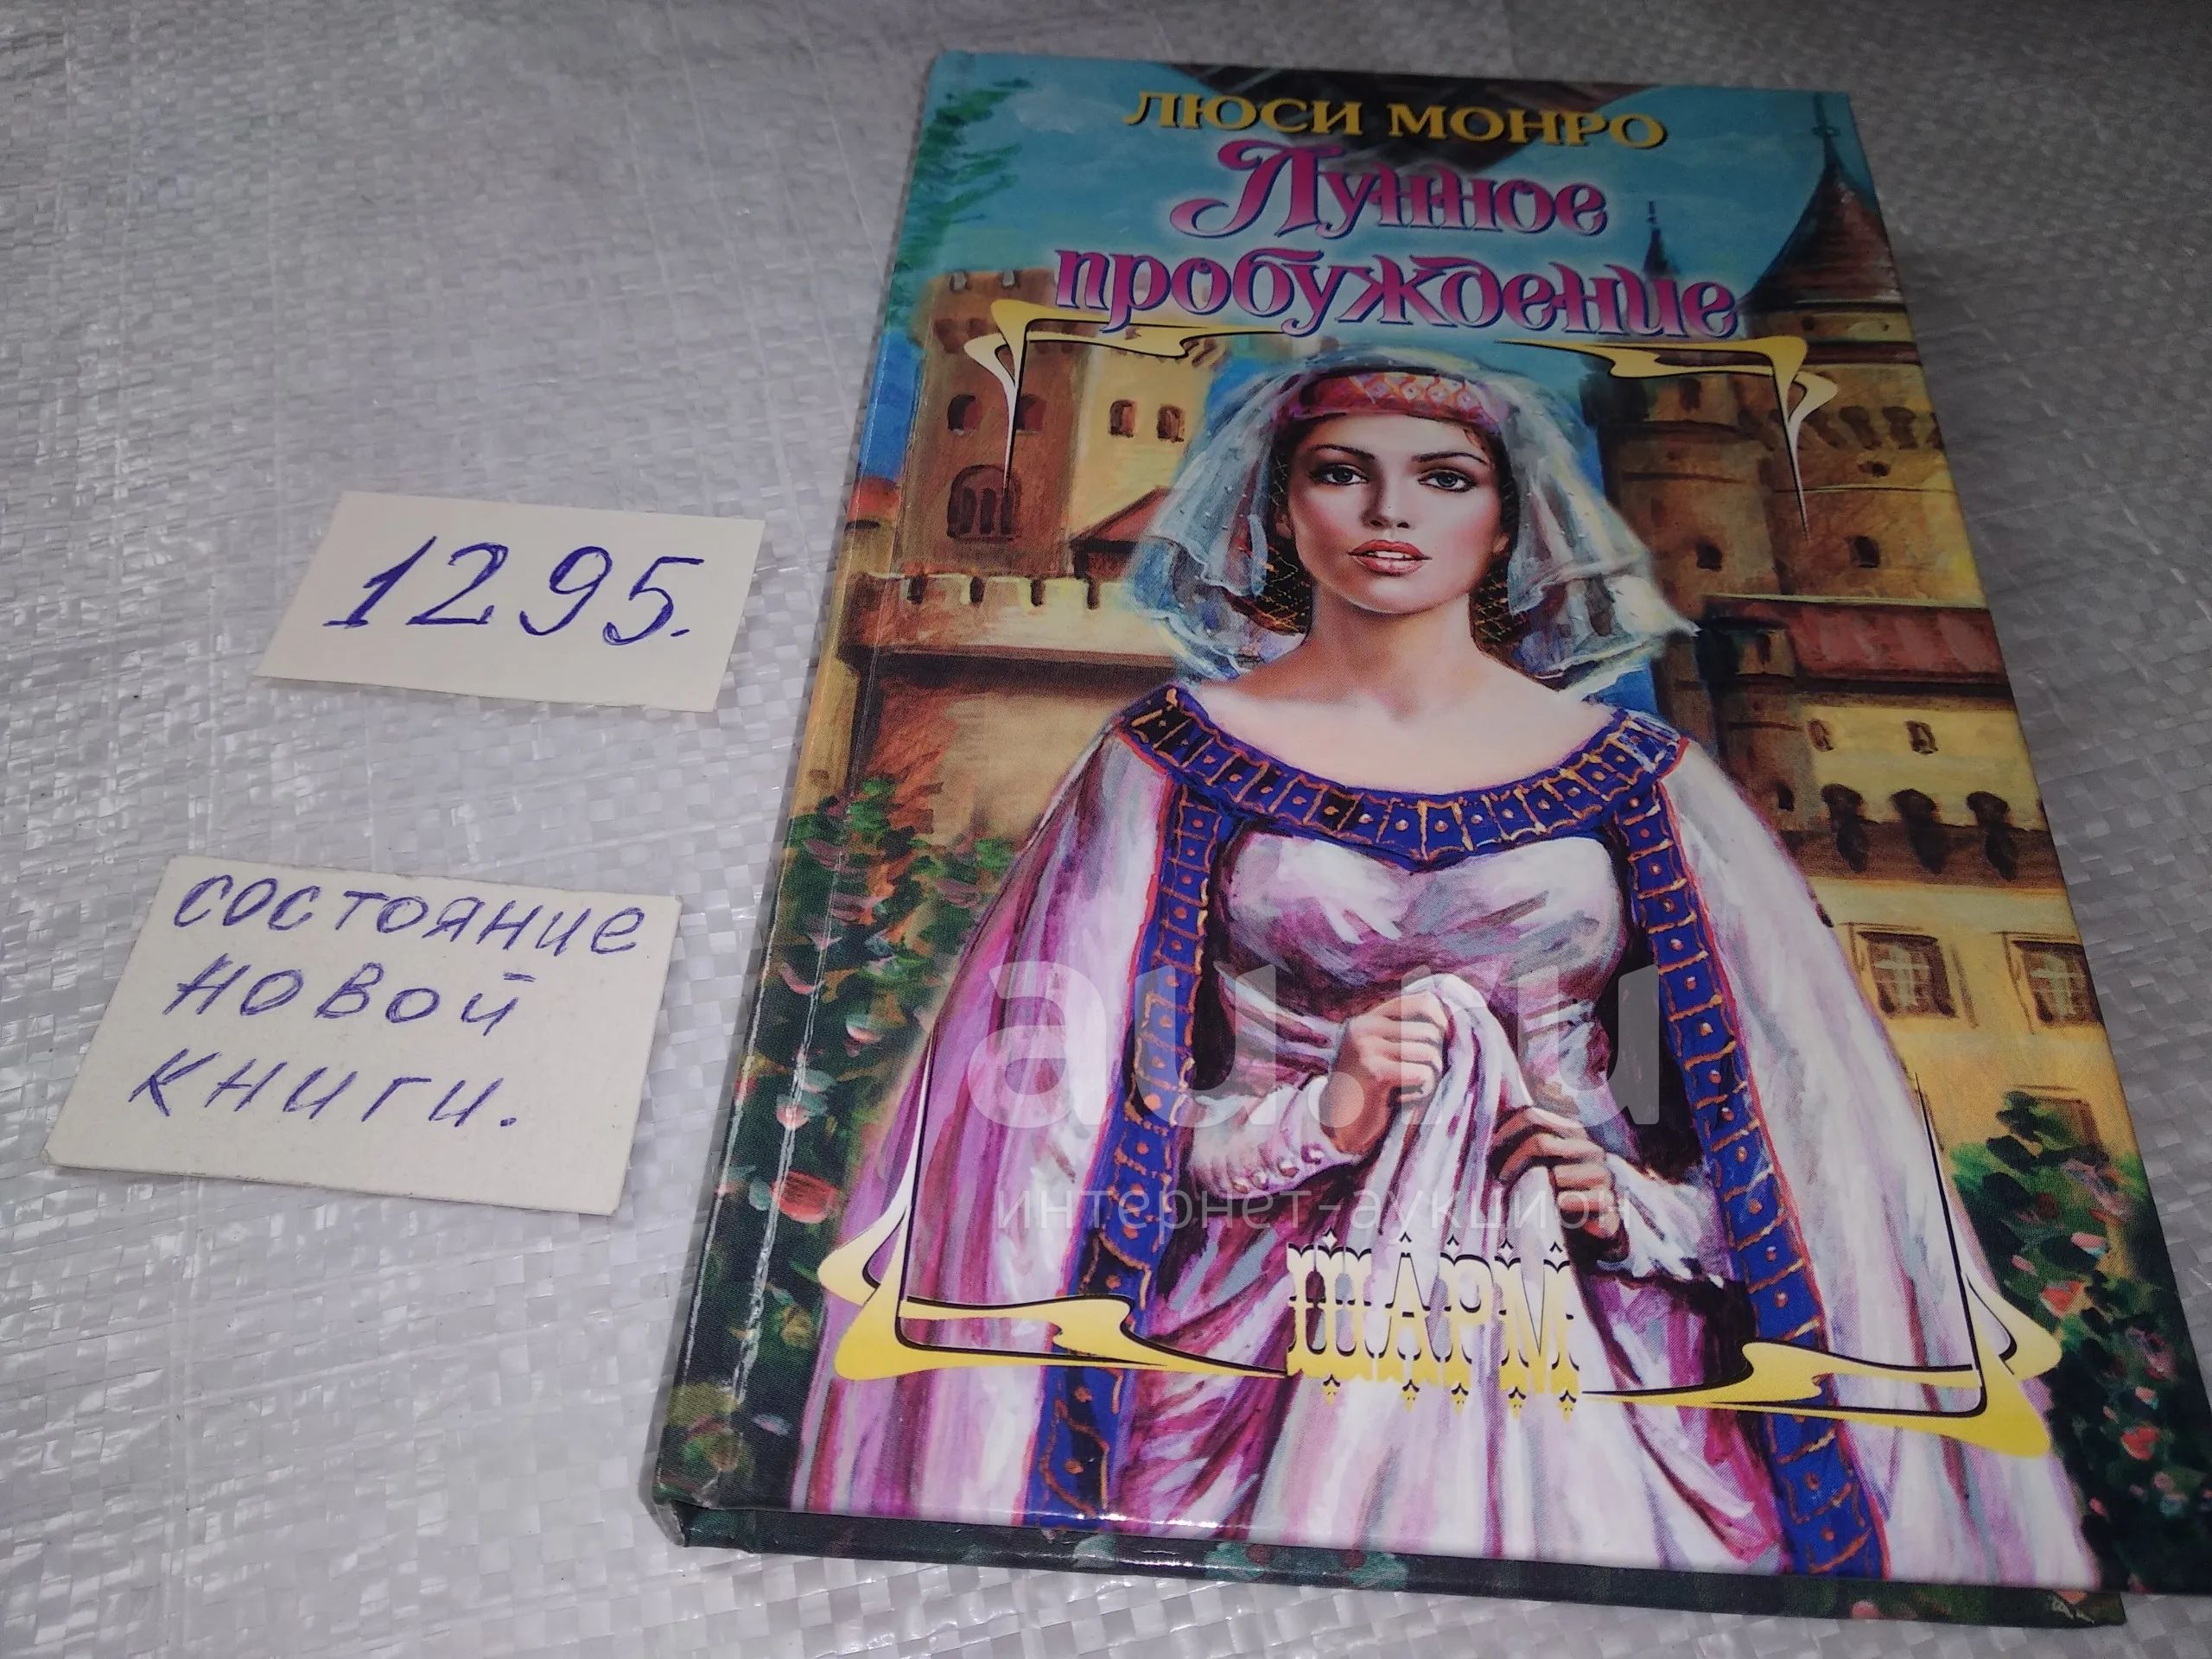 ЛЮСИ МОНРО
Лунное
пробуждение
1295.
состояние
новой
книги.
au.ru
интернет-аукцион
ШАРМ